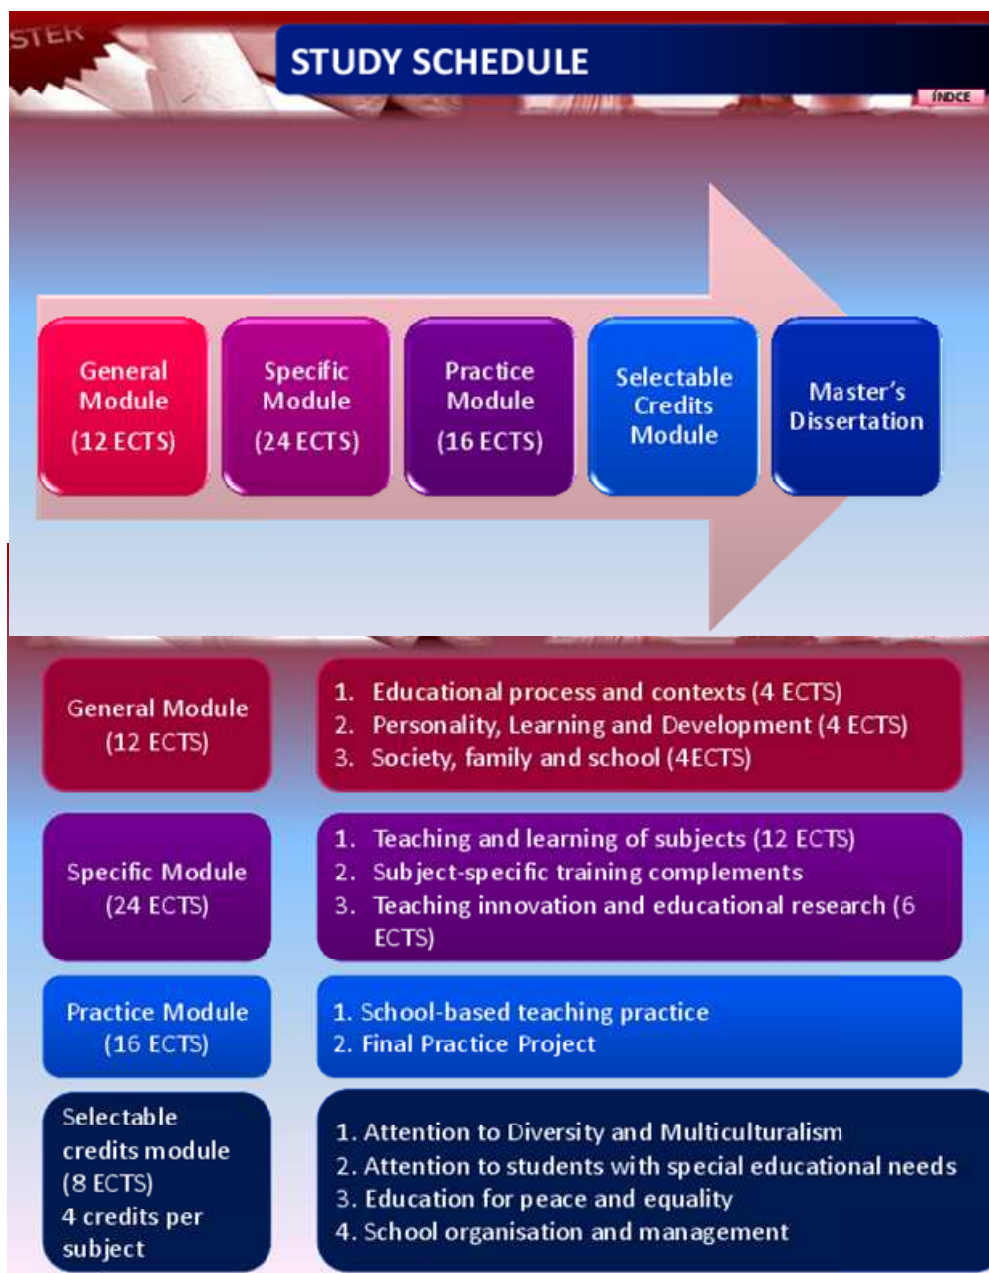 STER
STUDY SCHEDULE
ÍNDCE
General
Module
(12 ECTS)
Specific
Module
(24 ECTS)
Practice
Module
(16 ECTS)
Selectable
Credits
Module
Master's
Dissertation
General Module
(12 ECTS)
1. Educational process and contexts (4 ECTS)
2. Personality, Learning and Development (4 ECTS)
3. Society, family and school (4ECTS)
Specific Module
(24 ECTS)
1. Teaching and learning of subjects (12 ECTS)
2. Subject-specific training complements
3. Teaching innovation and educational research (6
ECTS)
Practice Module
(16 ECTS)
1. School-based teaching practice
2. Final Practice Project
Selectable
credits module
(8 ECTS)
4 credits per
subject
1. Attention to Diversity and Multiculturalism
2. Attention to students with special educational needs
3. Education for peace and equality
4. School organisation and management